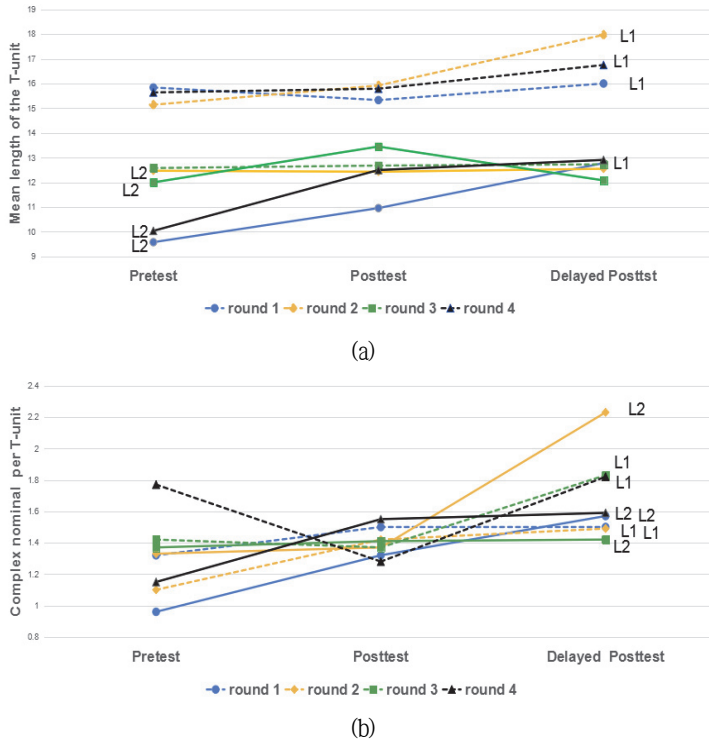 19
18
17
16
15
14
13
12
11
10
9
Mean length of the T-unit
L1
L1
L1
L2
L2
L1
L2
L2
Pretest Posttest Delayed Posttst
round 1 round 2 round 3 round 4
(a)
2.4
2.2
2
1.8
1.6
1.4
1.2
1
0.8
Complex nominal per T-unit
L2
L1
L1
L2 L2
L1 L1
L2
Pretest Posttest Delayed Posttest
round 1 round 2 round 3 round 4
(b)